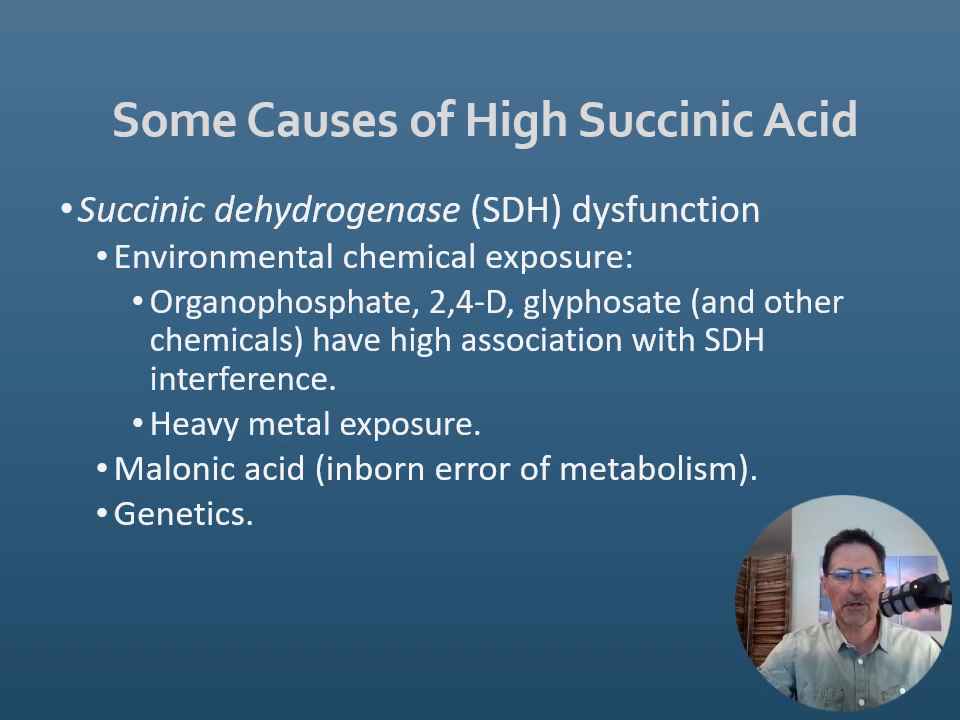 Some Causes of High Succinic Acid
•Succinic dehydrogenase (SDH) dysfunction
•Environmental chemical exposure:
•Organophosphate, 2,4-D, glyphosate (and other
chemicals) have high association with SDH
interference.
•Heavy metal exposure.
•Malonic acid (inborn error of metabolism).
•Genetics.